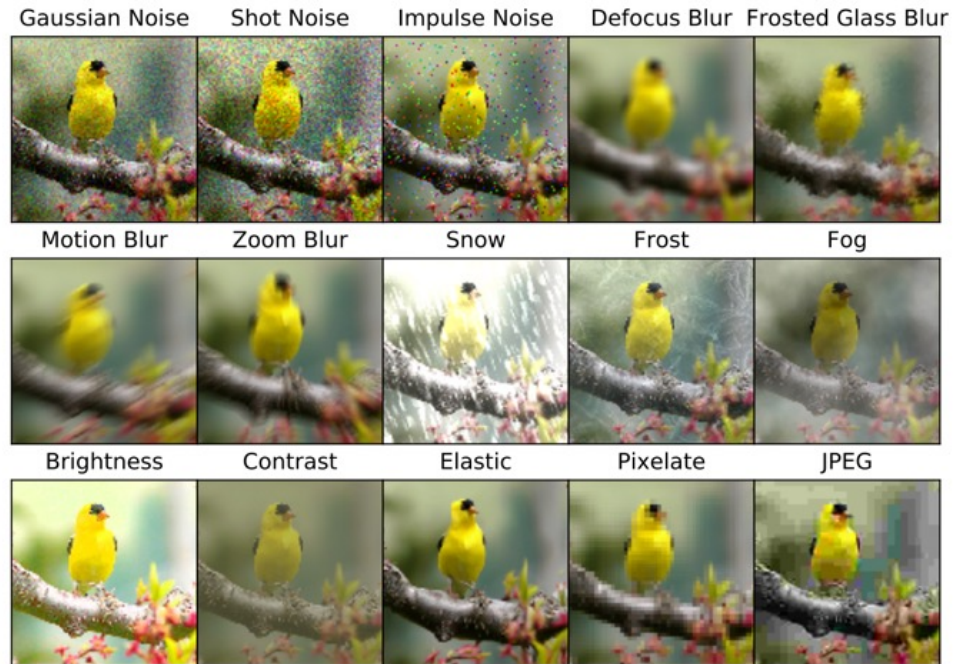 Gaussian Noise Shot Noise Impulse Noise Defocus Blur Frosted Glass Blur
Motion Blur Zoom Blur Snow Frost Fog
Brightness Contrast Elastic Pixelate JPEG